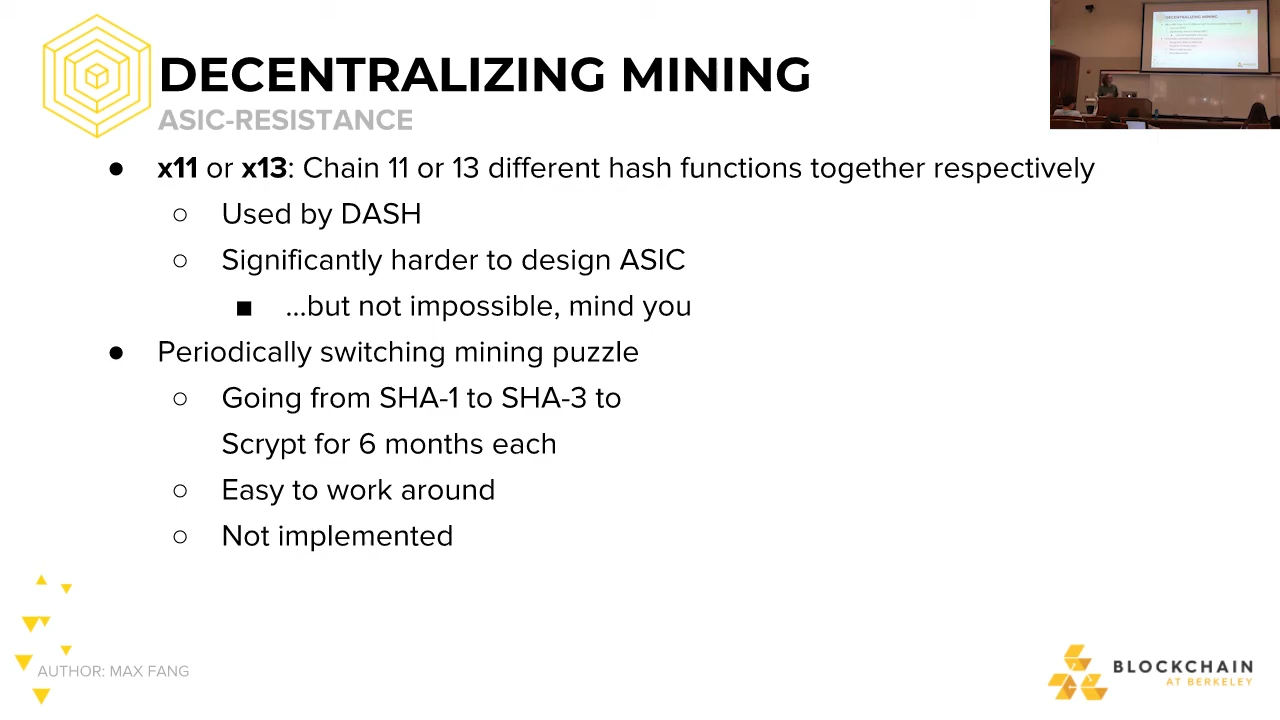 DECENTRALIZING MINING
ASIC-RESISTANCE
● x11 or x13: Chain 11 or 13 different hash functions together respectively
○ Used by DASH
○ Significantly harder to design ASIC
■ ...but not impossible, mind you
● Periodically switching mining puzzle
○ Going from SHA-1 to SHA-3 to
Scrypt for 6 months each
○ Easy to work around
○ Not implemented
AUTHOR: MAX FANG
BLOCKCHAIN
AT BERKELEY
DECENTRALIZING MINING